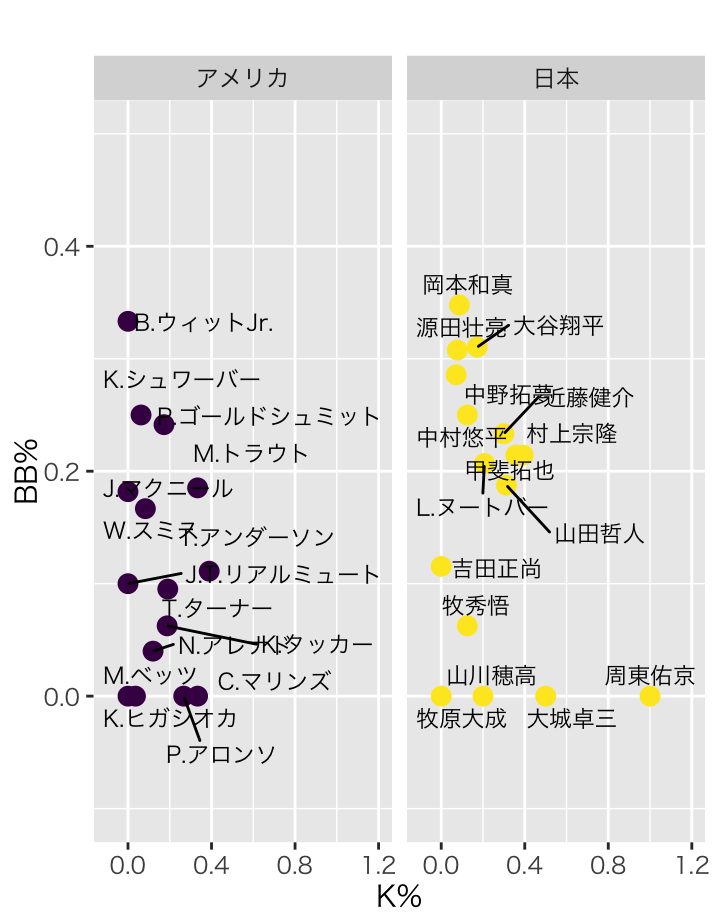 アメリカ
日本
BB%
0.4
0.2
0.0
B.ウィットJr.
K.シュワーバー
P.ゴールドシュミット
M.トラウト
J.マクニール
W.スミス
T.アンダーソン
J.T.リアルミュート
T.ターナー
N.アレナド
K.タッカー
M.ベッツ
C.マリンズ
K.ヒガシオカ
P.アロンソ
岡本和真
源田壮亮
大谷翔平
中野拓夢
近藤健介
中村悠平
村上宗隆
甲斐拓也
L.ヌートバー
山田哲人
吉田正尚
牧秀悟
山川穂高
周東佑京
牧原大成
大城卓三
0.0 0.4 0.8 1.2
0.0 0.4 0.8 1.2
K%